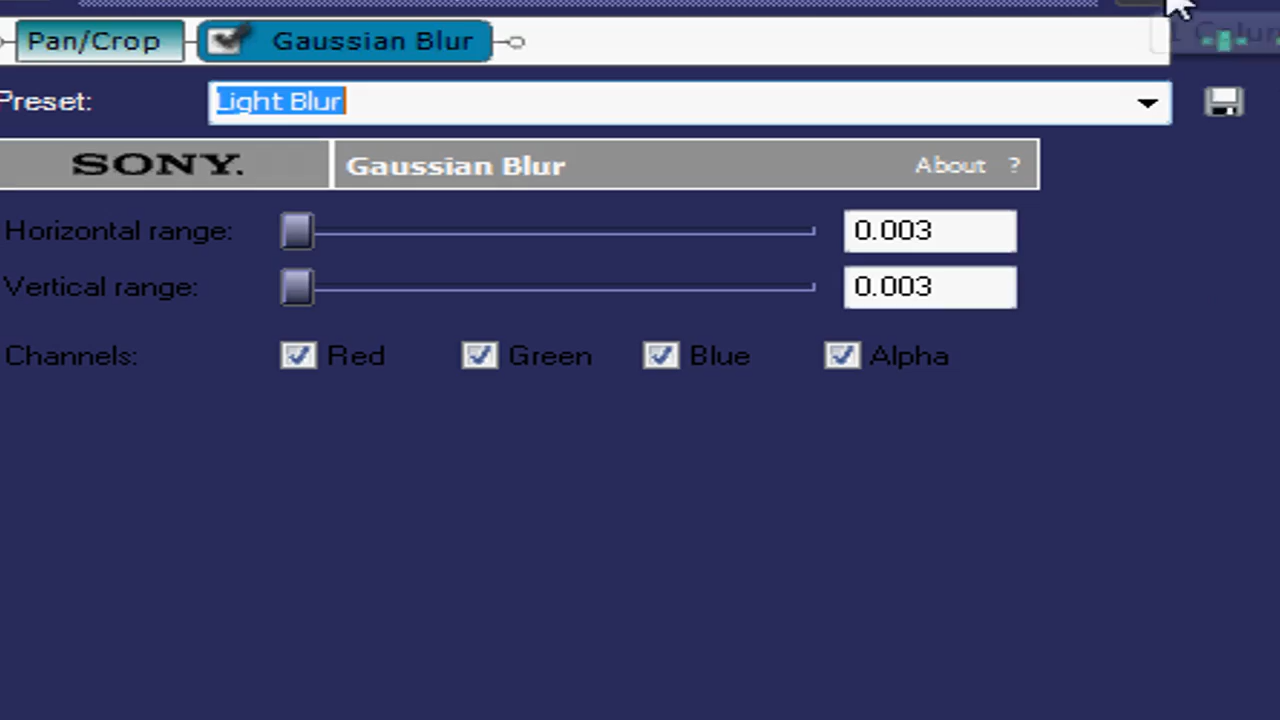 Pan/Crop Gaussian Blur
Preset: Light Blur
SONY. Gaussian Blur About ?
Horizontal range: 0.003
Vertical range: 0.003
Channels: Red Green Blue Alpha